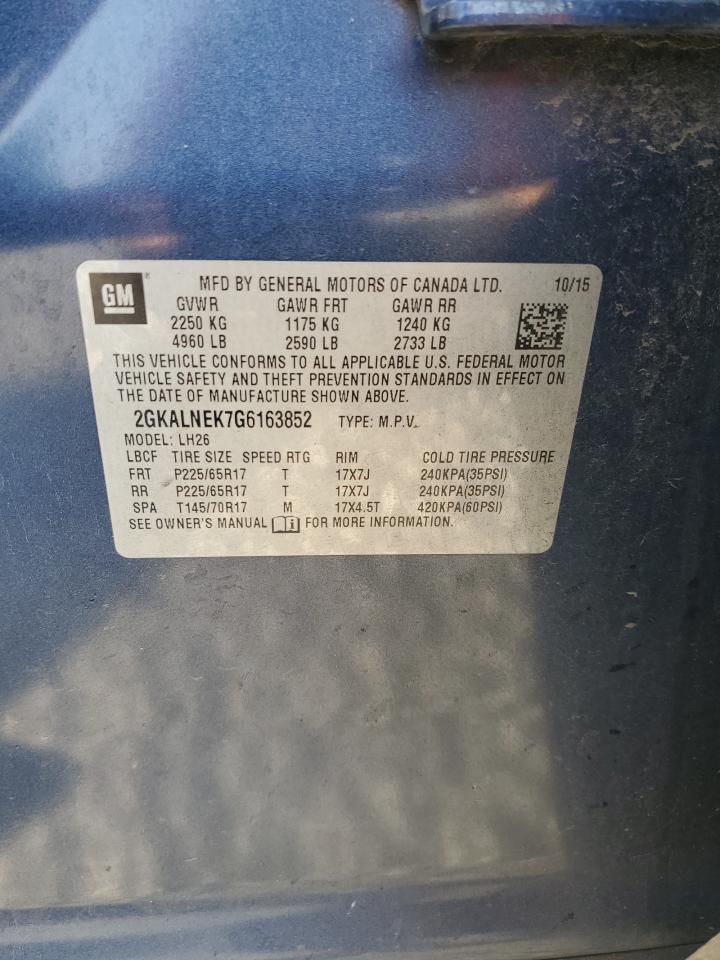 GM ® MFD BY GENERAL MOTORS OF CANADA LTD. 10/15
GVWR GAWR FRT GAWR RR
2250 KG 1175 KG 1240 KG
4960 LB 2590 LB 2733 LB
THIS VEHICLE CONFORMS TO ALL APPLICABLE U.S. FEDERAL MOTOR
VEHICLE SAFETY AND THEFT PREVENTION STANDARDS IN EFFECT ON
THE DATE OF MANUFACTURE SHOWN ABOVE.
2GKALNEK7G6163852 TYPE: M.P.V.
MODEL: LH26
LBCF TIRE SIZE SPEED RTG RIM COLD TIRE PRESSURE
FRT P225/65R17 T 17X7J 240KPA(35PSI)
RR P225/65R17 T 17X7J 240KPA(35PSI)
SPA T145/70R17 M 17X4.5T 420KPA(60PSI)
SEE OWNER'S MANUAL FOR MORE INFORMATION.